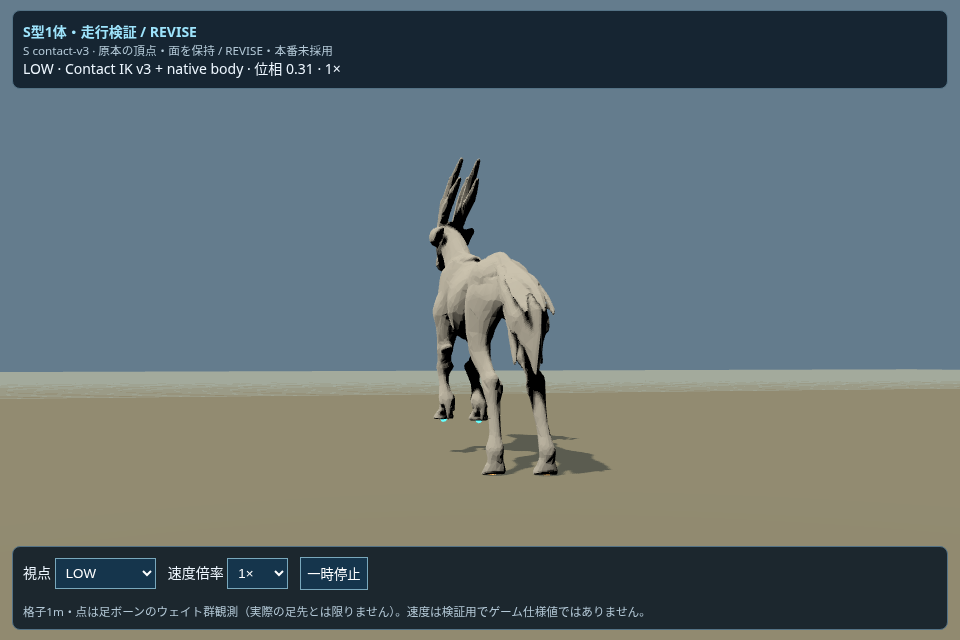 S型1体・走行検証 / REVISE
S contact-v3 · 原本の頂点・面を保持 / REVISE・本番未採用
LOW · Contact IK v3 + native body · 位相 0.31 · 1×
視点 LOW 速度倍率 1× 一時停止
格子1m・点は足ボーンのウェイト群観測（実際の足先とは限りません）。速度は検証用でゲーム仕様値ではありません。